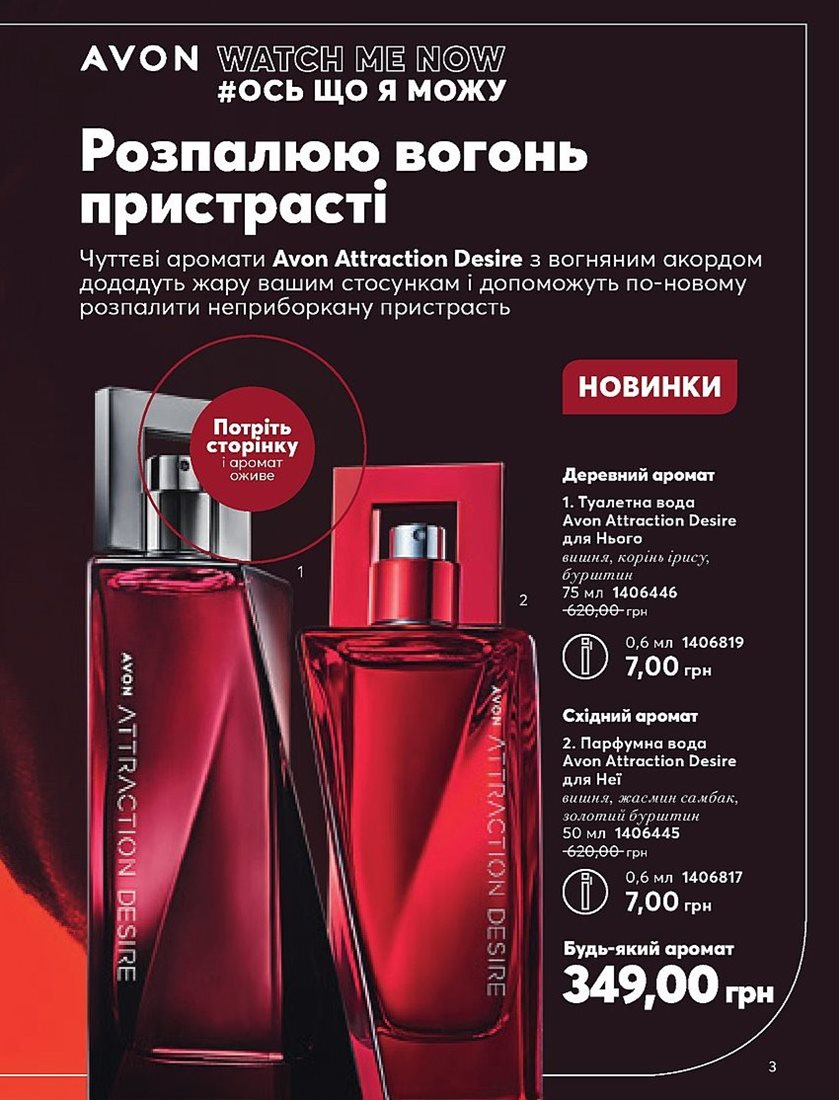 AVON WATCH ME NOW
#ОСЬ ЩО Я МОЖУ
Розпалюю вогонь
пристрасті
Чуттєві аромати Avon Attraction Desire з вогняним акордом
додадуть жару вашим стосункам і допоможуть по-новому
розпалити неприборкану пристрасть
НОВИНКИ
Потріть
сторінку
і аромат
оживе
1
2
AVON ATTRACTION DESIRE
AVON ATTRACTION DESIRE
Деревний аромат
1. Туалетна вода
Avon Attraction Desire
для Нього
вишня, корінь ірису,
бурштин
75 мл 1406446
620,00 грн
0,6 мл 1406819
7,00 грн
Східний аромат
2. Парфумна вода
Avon Attraction Desire
для Неї
вишня, жасмин самбак,
золотий бурштин
50 мл 1406445
620,00 грн
0,6 мл 1406817
7,00 грн
Будь-який аромат
349,00 грн
3